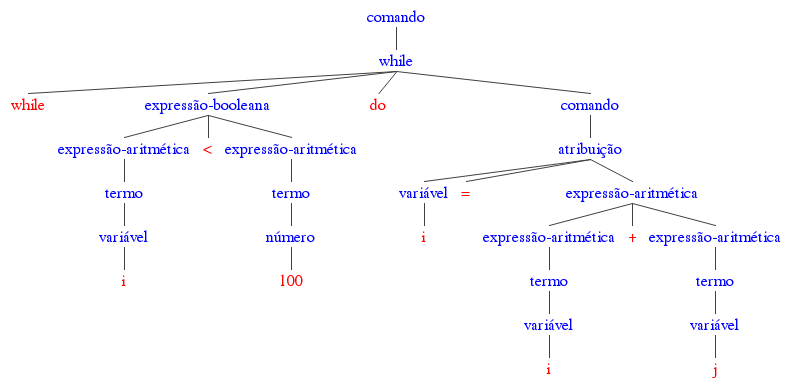 comando
while
while expressão-booleana do comando
expressão-aritmética < expressão-aritmética atribuição
termo termo variável = expressão-aritmética
variável número i expressão-aritmética + expressão-aritmética
i 100 termo termo
variável variável
i j